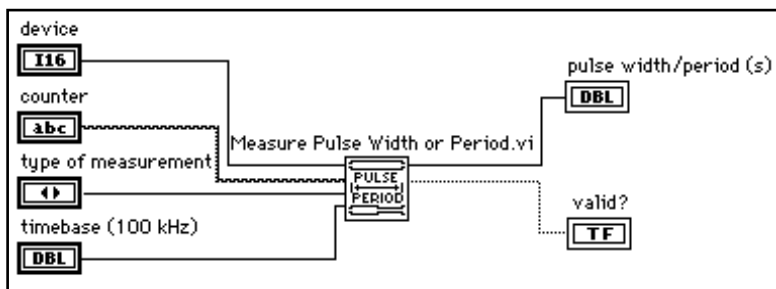 device
I16
counter
abc
type of measurement
timebase (100 kHz)
DBL
Measure Pulse Width or Period.vi
PULSE
PERIOD
pulse width/period (s)
DBL
valid?
TF